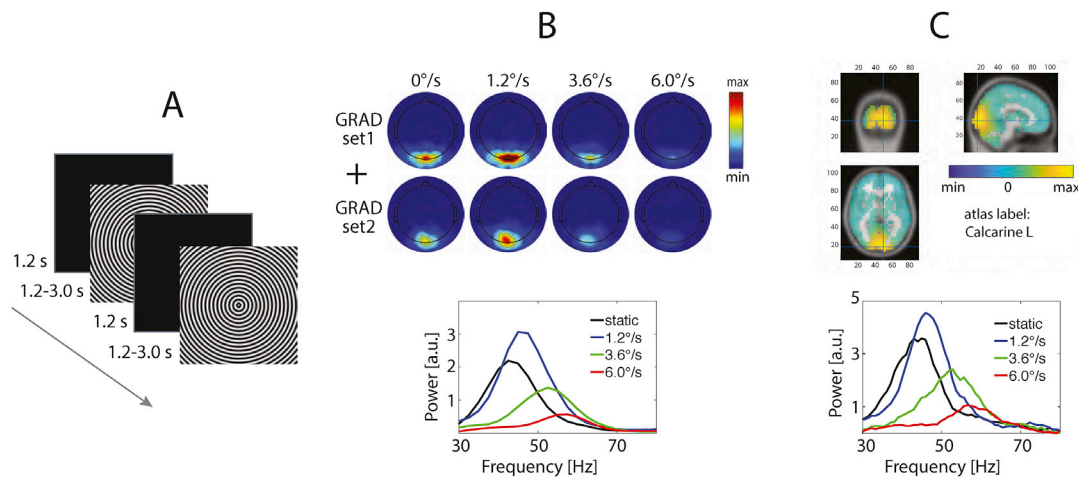 A
1.2 s
1.2-3.0 s
1.2 s
1.2-3.0 s
B
0°/s 1.2°/s 3.6°/s 6.0°/s
GRAD
set1
+
GRAD
set2
max
min
3
2
1
Power [a.u.]
static
1.2°/s
3.6°/s
6.0°/s
30 50 70
Frequency [Hz]
C
20 40 60 80
80
60
40
20
20 40 60 80 100
80
60
40
20
100
80
60
40
20
20 40 60 80
min 0 max
atlas label:
Calcarine L
5
3
1
Power [a.u.]
static
1.2°/s
3.6°/s
6.0°/s
30 50 70
Frequency [Hz]